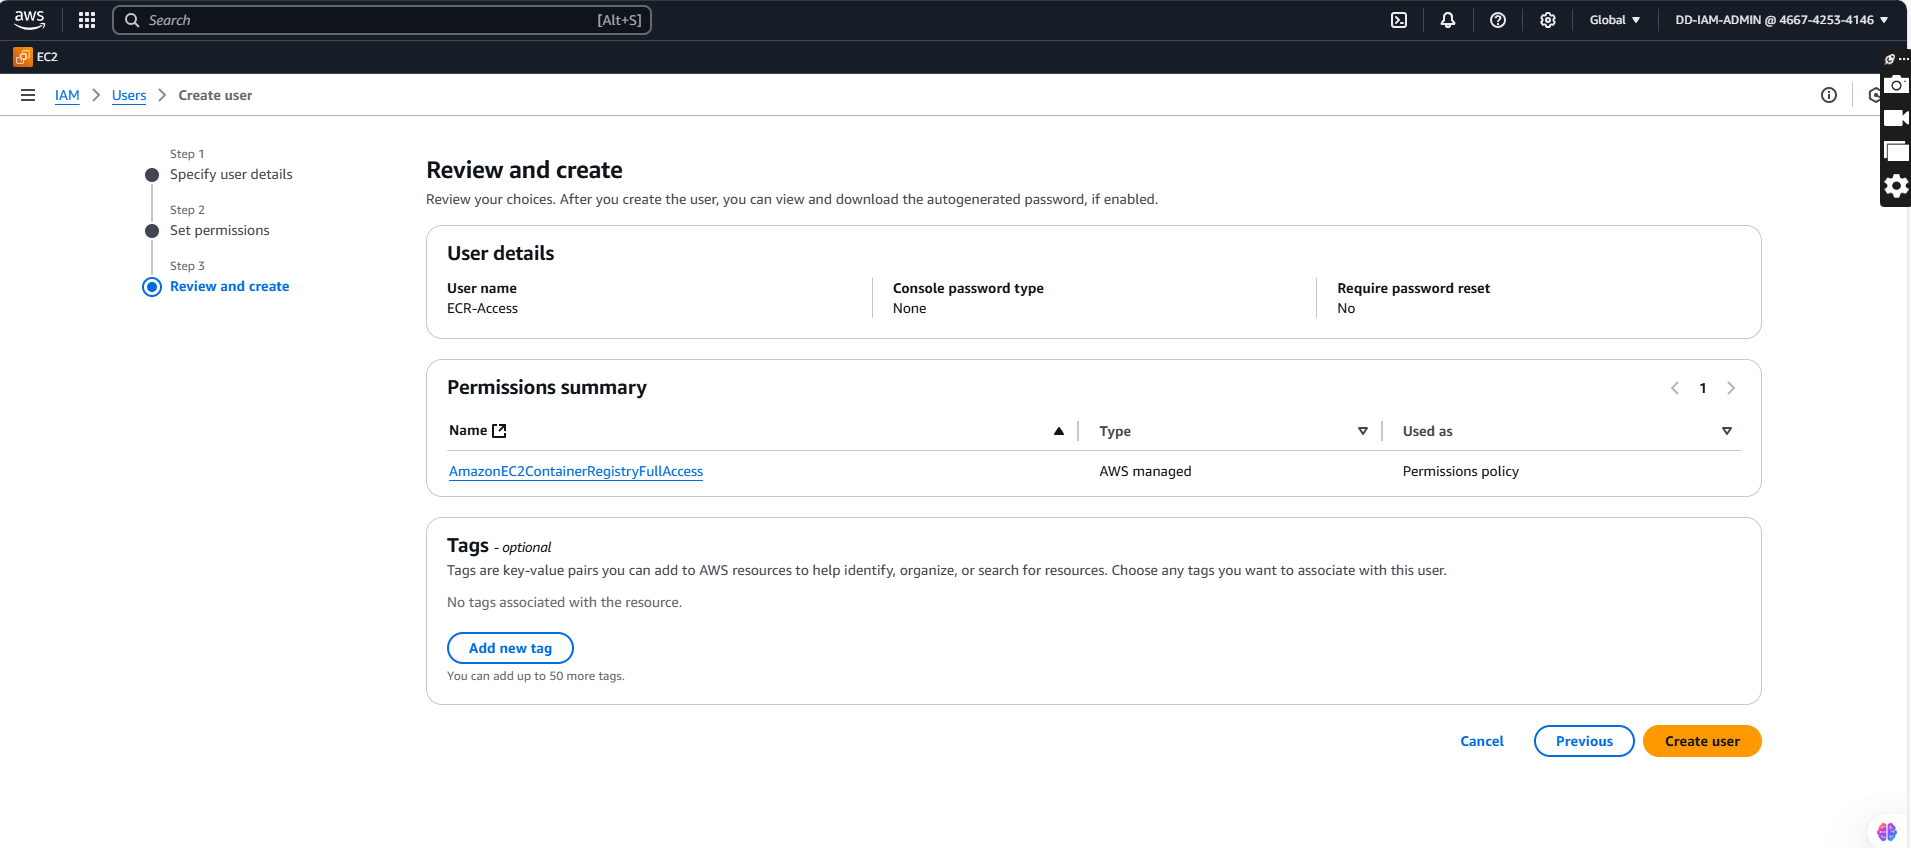 aws
Search [Alt+S]
Global
DD-IAM-ADMIN @ 4667-4253-4146
EC2
IAM > Users > Create user
Step 1
Specify user details
Step 2
Set permissions
Step 3
Review and create
Review and create
Review your choices. After you create the user, you can view and download the autogenerated password, if enabled.
User details
User name
ECR-Access
Console password type
None
Require password reset
No
Permissions summary
1
Name
Type
Used as
AmazonEC2ContainerRegistryFullAccess
AWS managed
Permissions policy
Tags - optional
Tags are key-value pairs you can add to AWS resources to help identify, organize, or search for resources. Choose any tags you want to associate with this user.
No tags associated with the resource.
Add new tag
You can add up to 50 more tags.
Cancel
Previous
Create user